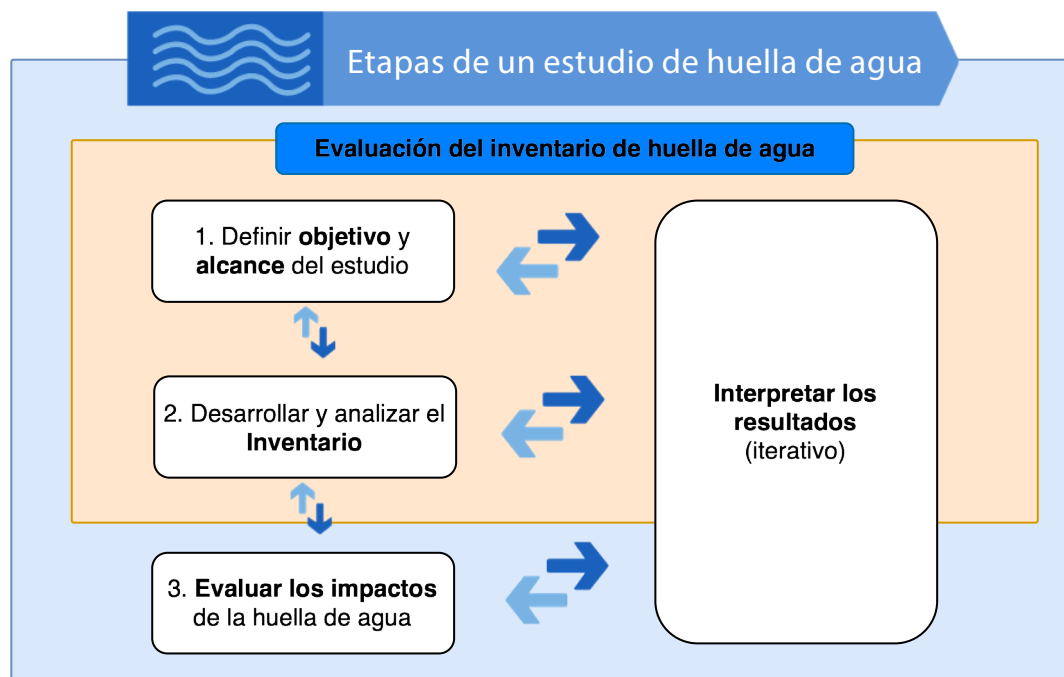 Etapas de un estudio de huella de agua
Evaluación del inventario de huella de agua
1. Definir objetivo y
alcance del estudio
2. Desarrollar y analizar el
Inventario
3. Evaluar los impactos
de la huella de agua
Interpretar los
resultados
(iterativo)